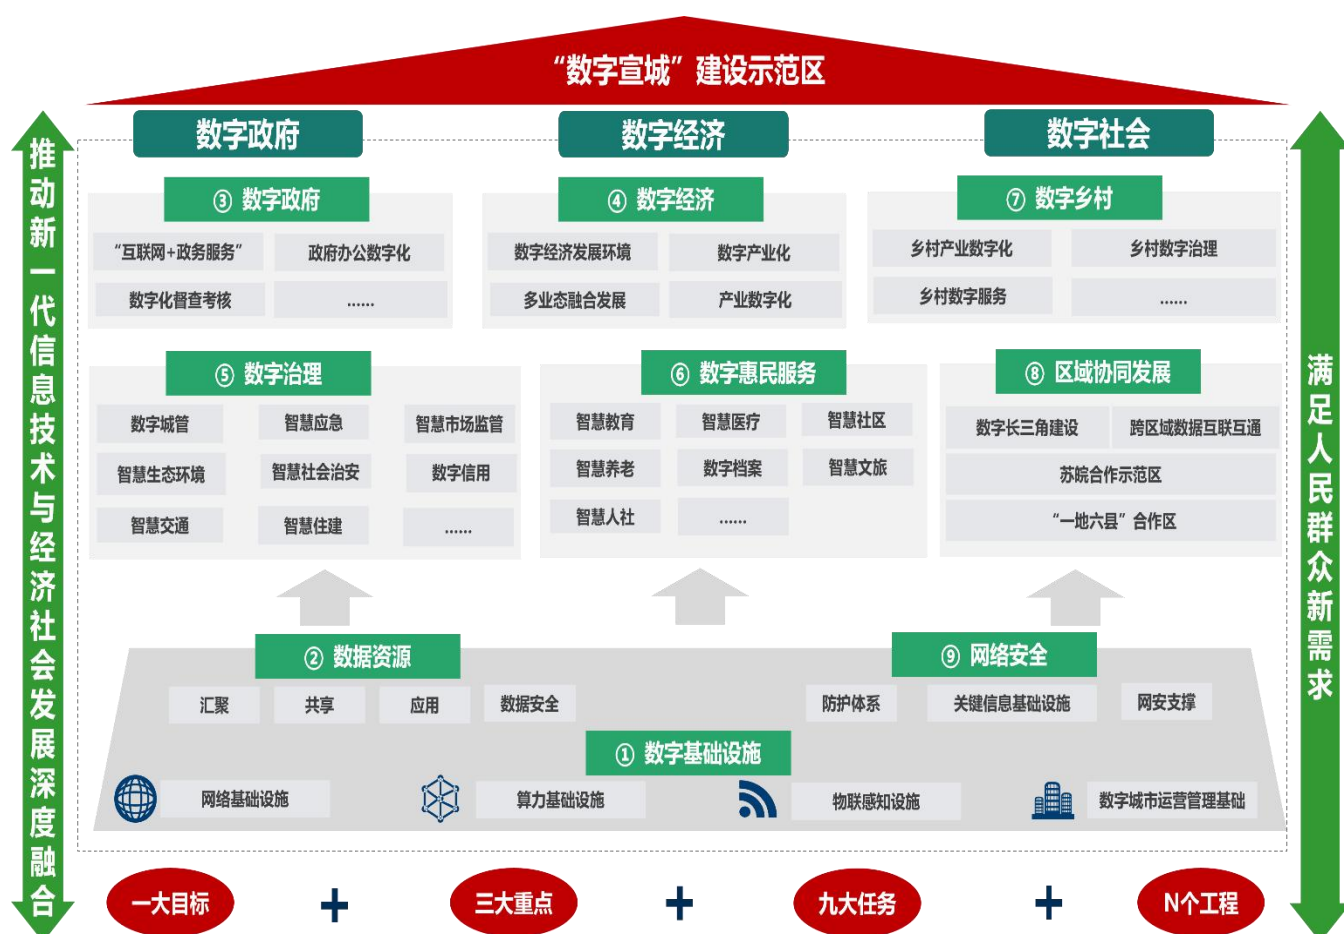 “数字宣城”建设示范区
推动新一代信息技术与经济社会发展深度融合
数字政府
数字经济
数字社会
③ 数字政府
“互联网+政务服务”
政府办公数字化
数字化督查考核
……
④ 数字经济
数字经济发展环境
数字产业化
多业态融合发展
产业数字化
⑦ 数字乡村
乡村产业数字化
乡村数字治理
乡村数字服务
……
⑤ 数字治理
数字城管
智慧应急
智慧市场监管
智慧生态环境
智慧社会治安
数字信用
智慧交通
智慧住建
……
⑥ 数字惠民服务
智慧教育
智慧医疗
智慧社区
智慧养老
数字档案
智慧文旅
智慧人社
……
⑧ 区域协同发展
数字长三角建设
跨区域数据互联互通
苏皖合作示范区
“一地六县”合作区
② 数据资源
汇聚
共享
应用
数据安全
⑨ 网络安全
防护体系
关键信息基础设施
网安支撑
① 数字基础设施
网络基础设施
算力基础设施
物联感知设施
数字城市运营管理基础
满足人民群众新需求
一大目标
+
三大重点
+
九大任务
+
N个工程